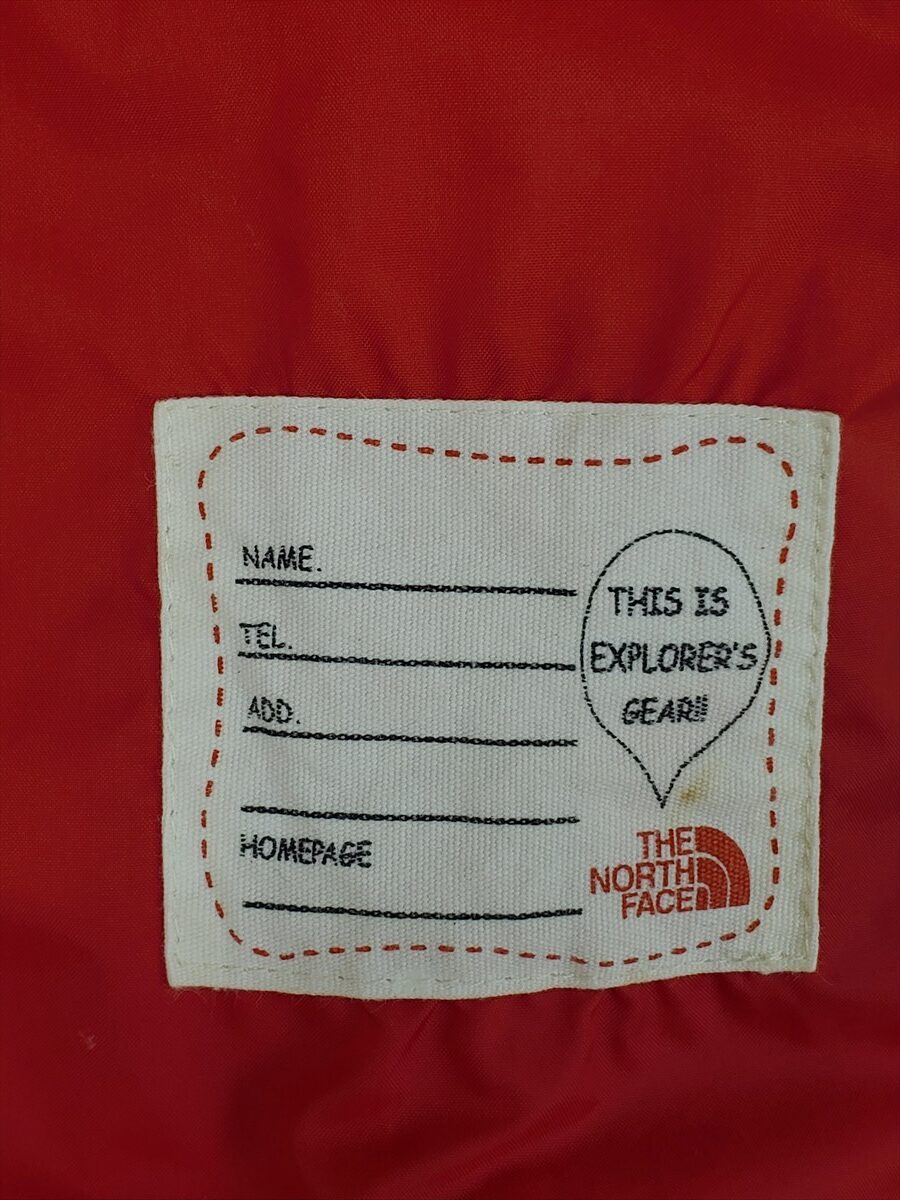 NAME.
TEL.
ADD.
HOMEPAGE
THIS IS
EXPLORER'S
GEAR!!!
THE
NORTH
FACE